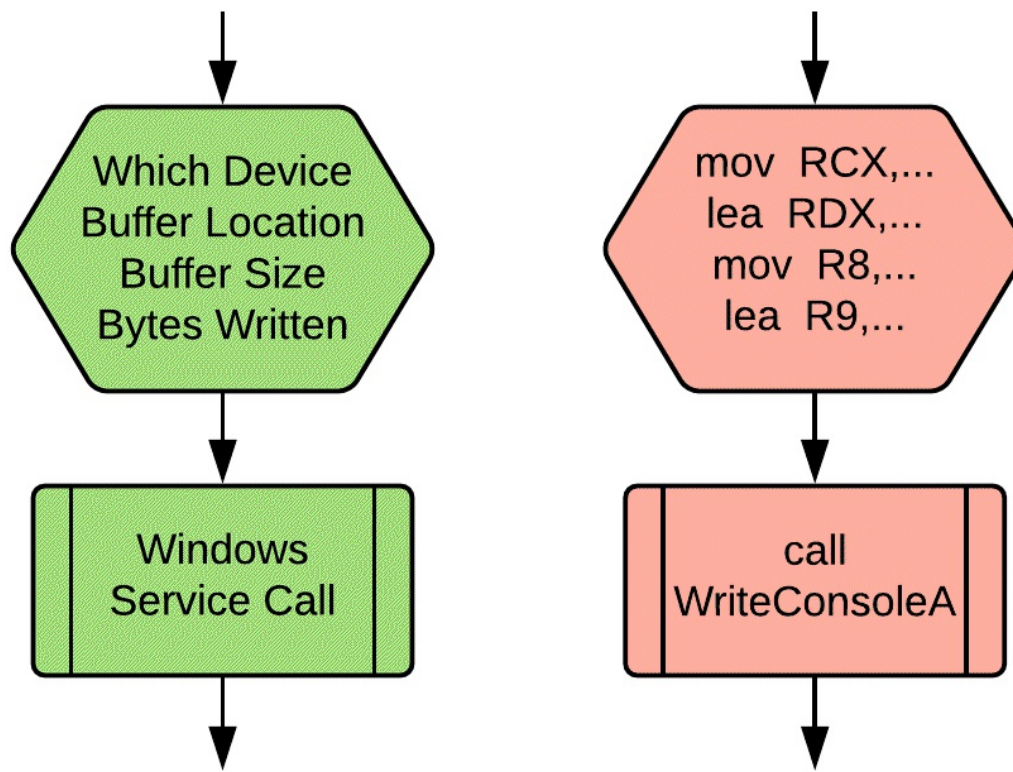 Which Device
Buffer Location
Buffer Size
Bytes Written
Windows
Service Call
mov RCX,...
lea RDX,...
mov R8,...
lea R9,...
call
WriteConsoleA